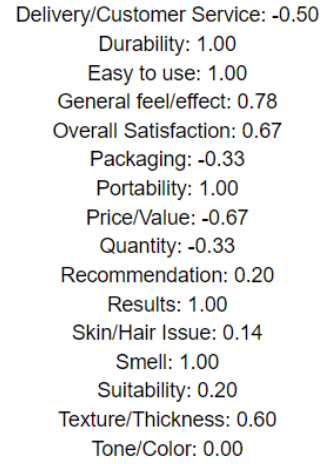 Delivery/Customer Service: -0.50
Durability: 1.00
Easy to use: 1.00
General feel/effect: 0.78
Overall Satisfaction: 0.67
Packaging: -0.33
Portability: 1.00
Price/Value: -0.67
Quantity: -0.33
Recommendation: 0.20
Results: 1.00
Skin/Hair Issue: 0.14
Smell: 1.00
Suitability: 0.20
Texture/Thickness: 0.60
Tone/Color: 0.00